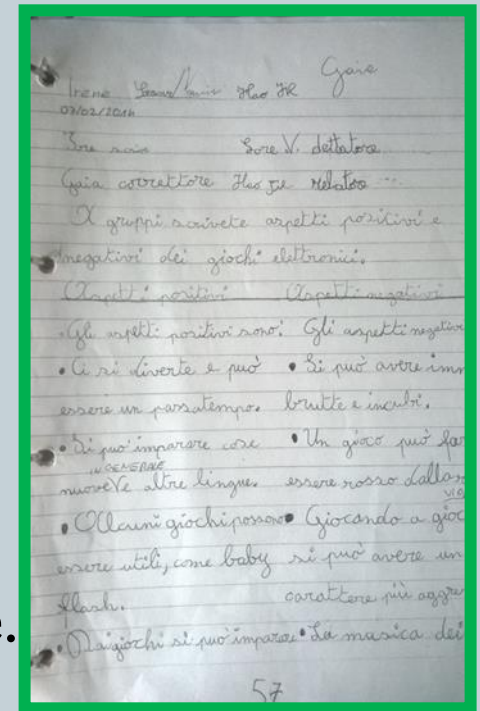 Gaia
Irene Hao JR
07/02/2014
Sore V. dettatore
Gaia correttore Hao Relatore
A gruppi scrivete aspetti positivi e
negativi dei giochi elettronici.
Aspetti positivi Aspetti negativi
•Gli aspetti positivi sono: Gli aspetti negativi
•Ci si diverte e può • Si può avere imm
essere un passatempo. brutte e incubi.
•Si può imparare cose • Un gioco può far
IN GENERALE
nuove e altre lingue. essere rosso dalla r
VIO
•Alcuni giochi possono • Giocando a gioc
essere utili, come baby si può avere un
flash. carattere più aggre
•Dai giochi si può imparare • La musica dei
57
e.